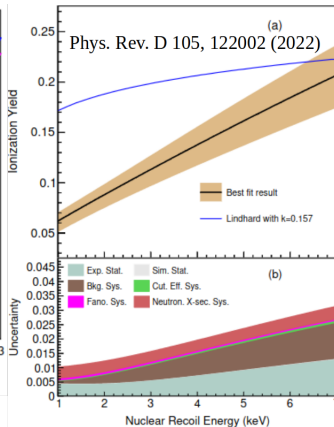 (a)
Phys. Rev. D 105, 122002 (2022)
Ionization Yield
0.25
0.2
0.15
0.1
0.05
Best fit result
Lindhard with k=0.157
(b)
Uncertainty
0.045
0.04
0.035
0.03
0.025
0.02
0.015
0.01
0.005
0
Exp. Stat.
Sim. Stat.
Bkg. Sys.
Cut. Eff. Sys.
Fano. Sys.
Neutron. X-sec. Sys.
3
1
2
3
4
5
6
Nuclear Recoil Energy (keV)